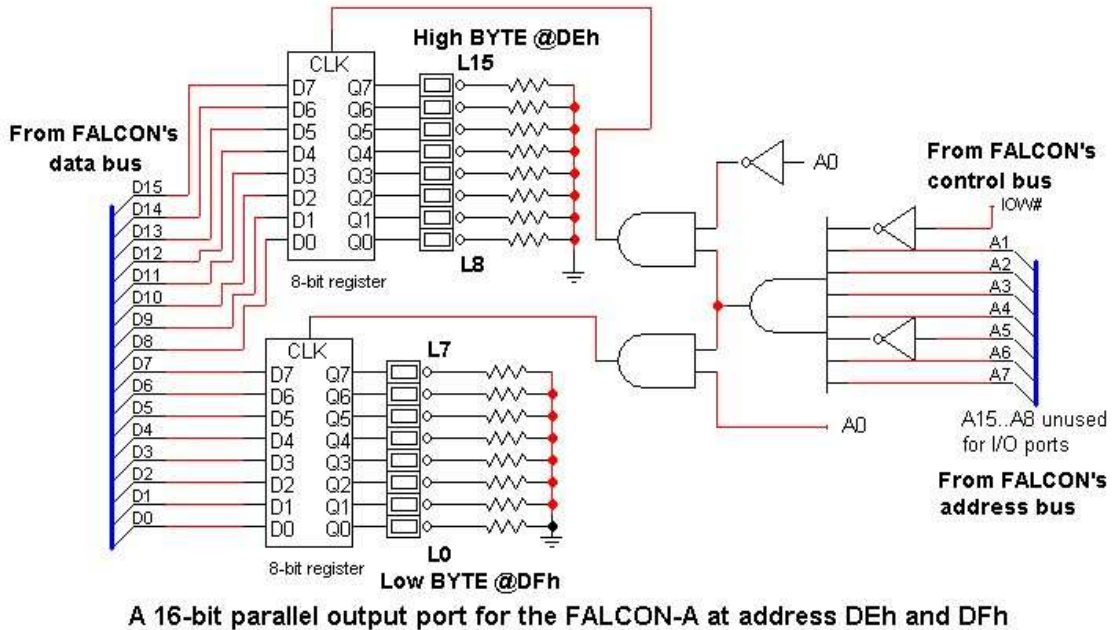 High BYTE @DEh
L15
CLK
D7 Q7
D6 Q6
D5 Q5
D4 Q4
D3 Q3
D2 Q2
D1 Q1
D0 Q0
8-bit register
L8
From FALCON's
data bus
D15
D14
D13
D12
D11
D10
D9
D8
D7
D6
D5
D4
D3
D2
D1
D0
A0
From FALCON's
control bus
IOW#
A1
A2
A3
A4
A5
A6
A7
CLK
L7
D7 Q7
D6 Q6
D5 Q5
D4 Q4
D3 Q3
D2 Q2
D1 Q1
D0 Q0
8-bit register
L0
Low BYTE @DFh
A0
A15..A8 unused
for I/O ports
From FALCON's
address bus
A 16-bit parallel output port for the FALCON-A at address DEh and DFh